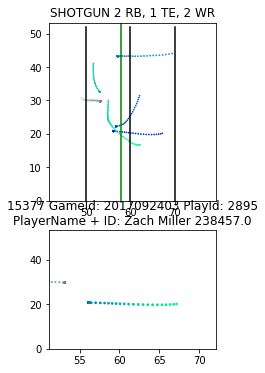 SHOTGUN 2 RB, 1 TE, 2 WR
50
40
30
20
10
0
50 60 70
15377 GameId: 2017092403 PlayId: 2895
PlayerName + ID: Zach Miller 238457.0
40
20
0
55 60 65 70